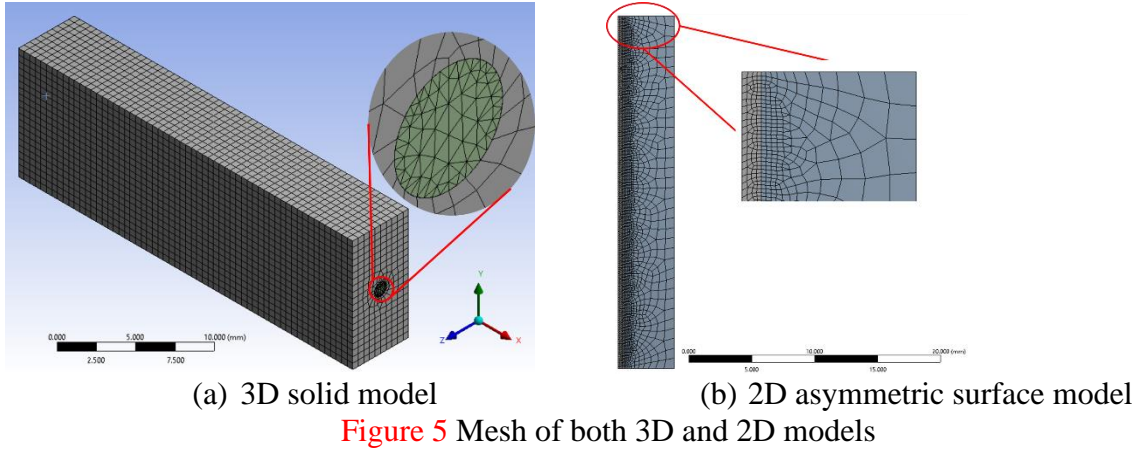 0.000 5.000 10.000 (mm)
2.500 7.500
Y
Z X
0.000 10.000 20.000 (mm)
5.000 15.000
(a) 3D solid model
(b) 2D asymmetric surface model
Figure 5 Mesh of both 3D and 2D models